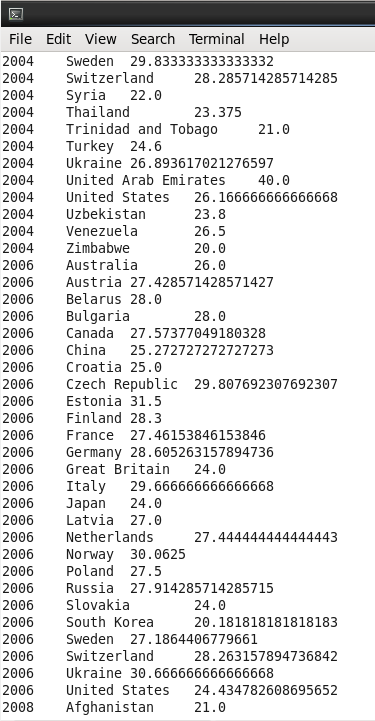 File Edit View Search Terminal Help
2004 Sweden 29.833333333333332
2004 Switzerland 28.285714285714285
2004 Syria 22.0
2004 Thailand 23.375
2004 Trinidad and Tobago 21.0
2004 Turkey 24.6
2004 Ukraine 26.893617021276597
2004 United Arab Emirates 40.0
2004 United States 26.166666666666668
2004 Uzbekistan 23.8
2004 Venezuela 26.5
2004 Zimbabwe 20.0
2006 Australia 26.0
2006 Austria 27.428571428571427
2006 Belarus 28.0
2006 Bulgaria 28.0
2006 Canada 27.57377049180328
2006 China 25.272727272727273
2006 Croatia 25.0
2006 Czech Republic 29.807692307692307
2006 Estonia 31.5
2006 Finland 28.3
2006 France 27.46153846153846
2006 Germany 28.605263157894736
2006 Great Britain 24.0
2006 Italy 29.666666666666668
2006 Japan 24.0
2006 Latvia 27.0
2006 Netherlands 27.444444444444443
2006 Norway 30.0625
2006 Poland 27.5
2006 Russia 27.914285714285715
2006 Slovakia 24.0
2006 South Korea 20.181818181818183
2006 Sweden 27.1864406779661
2006 Switzerland 28.263157894736842
2006 Ukraine 30.666666666666668
2006 United States 24.434782608695652
2008 Afghanistan 21.0